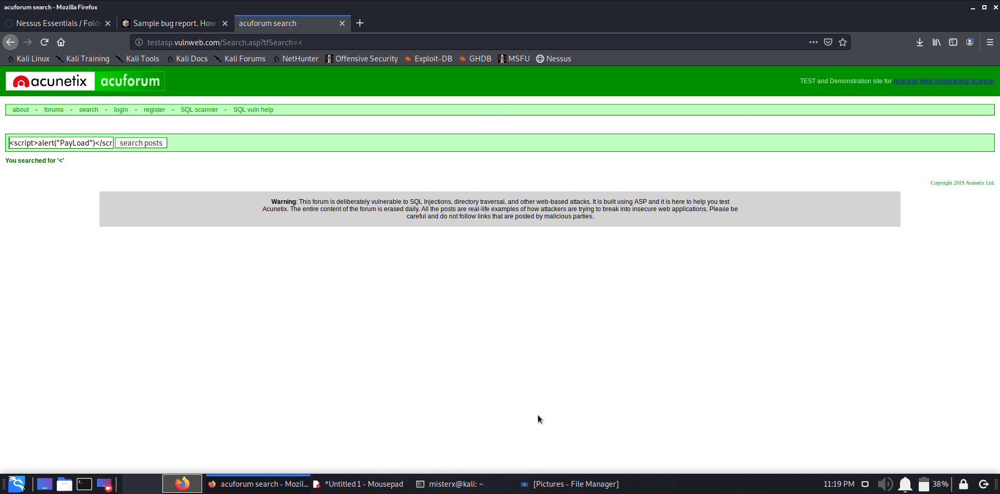 acuforum search - Mozilla Firefox
Nessus Essentials / Folde
Sample bug report. How
acuforum search
testasp.vulnweb.com/Search.asp?tfSearch=<
Kali Linux Kali Training Kali Tools Kali Docs Kali Forums NetHunter Offensive Security Exploit-DB GHDB MSFU Nessus
acunetix acuforum
TEST and Demonstration site for Acunetix Web Vulnerability Scanner
about - forums - search - login - register - SQL scanner - SQL vuln help
<script>alert("PayLoad")</scr search posts
You searched for '<'
Copyright 2019 Acunetix Ltd.
Warning: This forum is deliberately vulnerable to SQL Injections, directory traversal, and other web-based attacks. It is built using ASP and it is here to help you test
Acunetix. The entire content of the forum is erased daily. All the posts are real-life examples of how attackers are trying to break into insecure web applications. Please be
careful and do not follow links that are posted by malicious parties.
acuforum search - Mozil... *Untitled 1 - Mousepad misterx@kali: ~ [Pictures - File Manager] 11:19 PM 38%